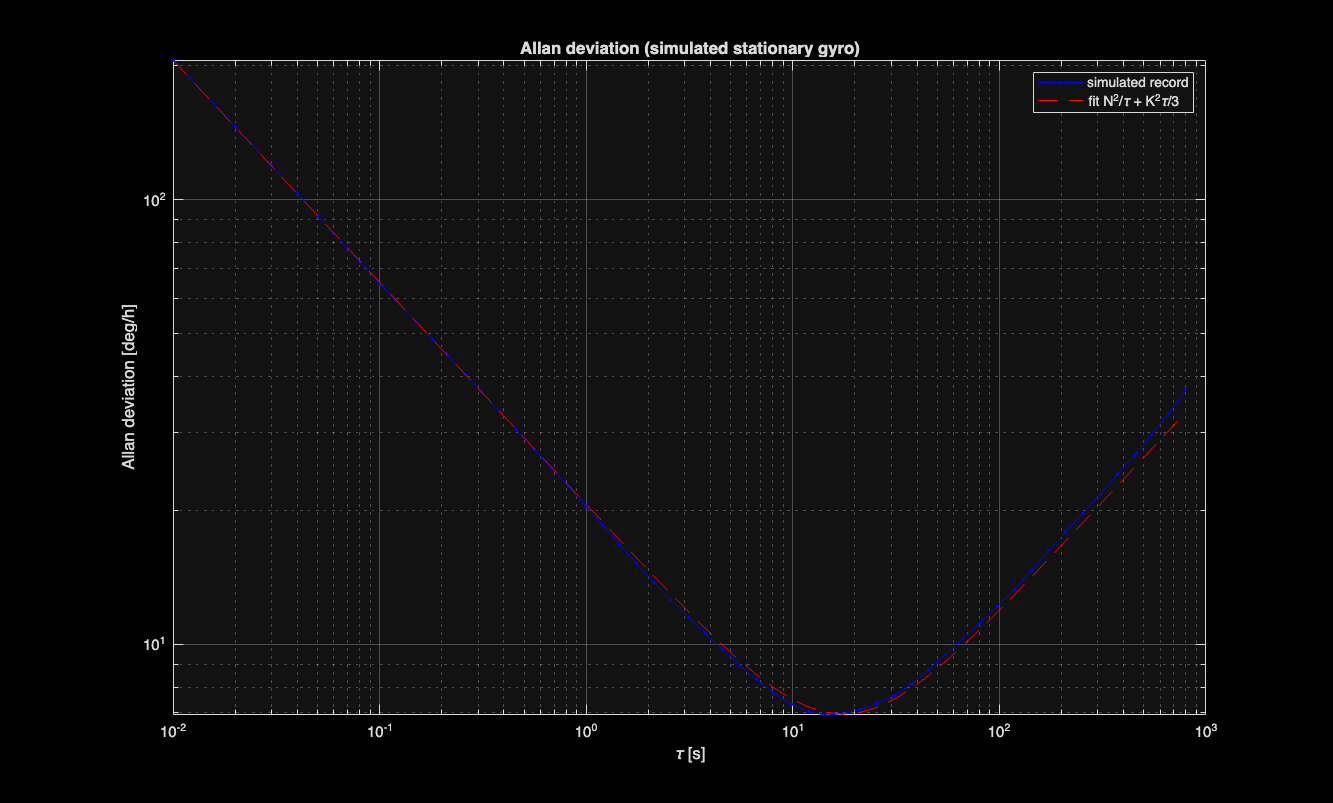 Allan deviation (simulated stationary gyro)
simulated record
fit N²/τ + K²τ/3
10²
10¹
Allan deviation [deg/h]
10⁻² 10⁻¹ 10⁰ 10¹ 10² 10³
τ [s]